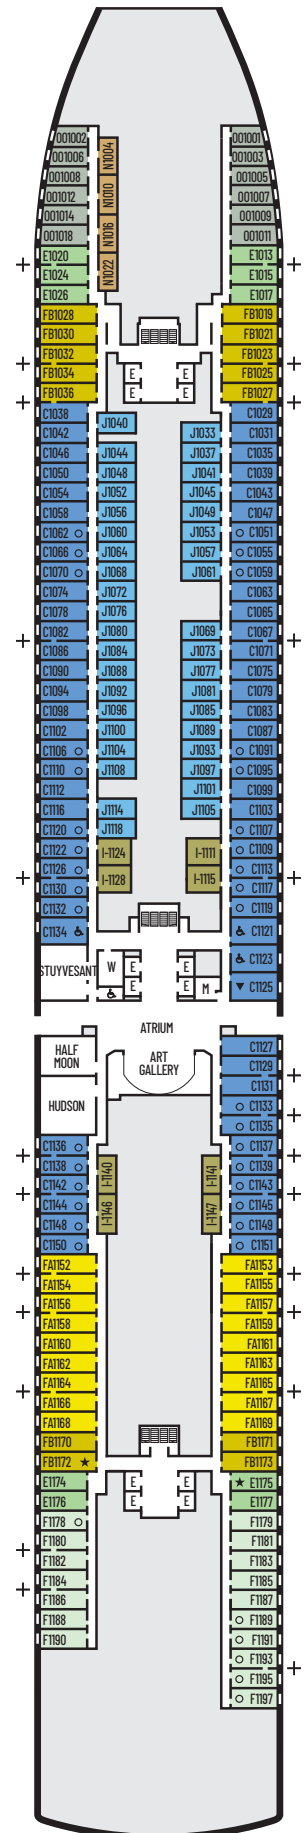 001002
001001
N1004
001006
001003
001008
001005
N1010
001012
001007
001014
001009
N1016
001018
001011
E1020
E1013
N1022
E1024
E1015
E1026
E1017
FB1028
FB1019
FB1030
FB1021
FB1032
FB1023
FB1034
E
E
FB1025
FB1036
E
E
FB1027
C1038
C1029
C1042
J1040
J1033
C1031
C1046
J1044
J1037
C1035
C1050
J1048
J1041
C1039
C1054
J1052
J1045
C1043
C1058
J1056
J1049
C1047
C1062
J1060
J1053
C1051
C1066
J1064
J1057
C1055
C1070
J1068
J1061
C1059
C1074
J1072
C1063
C1078
J1076
C1065
C1082
J1080
J1069
C1067
C1086
J1084
J1073
C1071
C1090
J1088
J1077
C1075
C1094
J1092
J1081
C1079
C1098
J1096
J1085
C1083
C1102
J1100
J1089
C1087
C1106
J1104
J1093
C1091
C1110
J1108
J1097
C1095
C1112
J1101
C1099
C1116
J1114
J1105
C1103
C1120
J1118
C1107
C1122
I-1124
I-1111
C1109
C1126
C1113
C1130
I-1128
I-1115
C1117
C1132
C1119
C1134
C1121
C1123
STUYVESANT
W
E
E
E
E
M
C1125
ATRIUM
HALF
MOON
ART
GALLERY
C1127
C1129
C1131
HUDSON
C1133
C1135
C1136
C1137
C1138
I-1140
I-1141
C1139
C1142
C1143
C1144
I-1146
I-1147
C1145
C1148
C1149
C1150
C1151
FA1152
FA1153
FA1154
FA1155
FA1156
FA1157
FA1158
FA1159
FA1160
FA1161
FA1162
FA1163
FA1164
FA1165
FA1166
FA1167
FA1168
FA1169
FB1170
FB1171
FB1172
FB1173
E1174
E
E
E1175
E1176
E
E
E1177
F1178
F1179
F1180
F1181
F1182
F1183
F1184
F1185
F1186
F1187
F1188
F1189
F1190
F1191
F1193
F1195
F1197